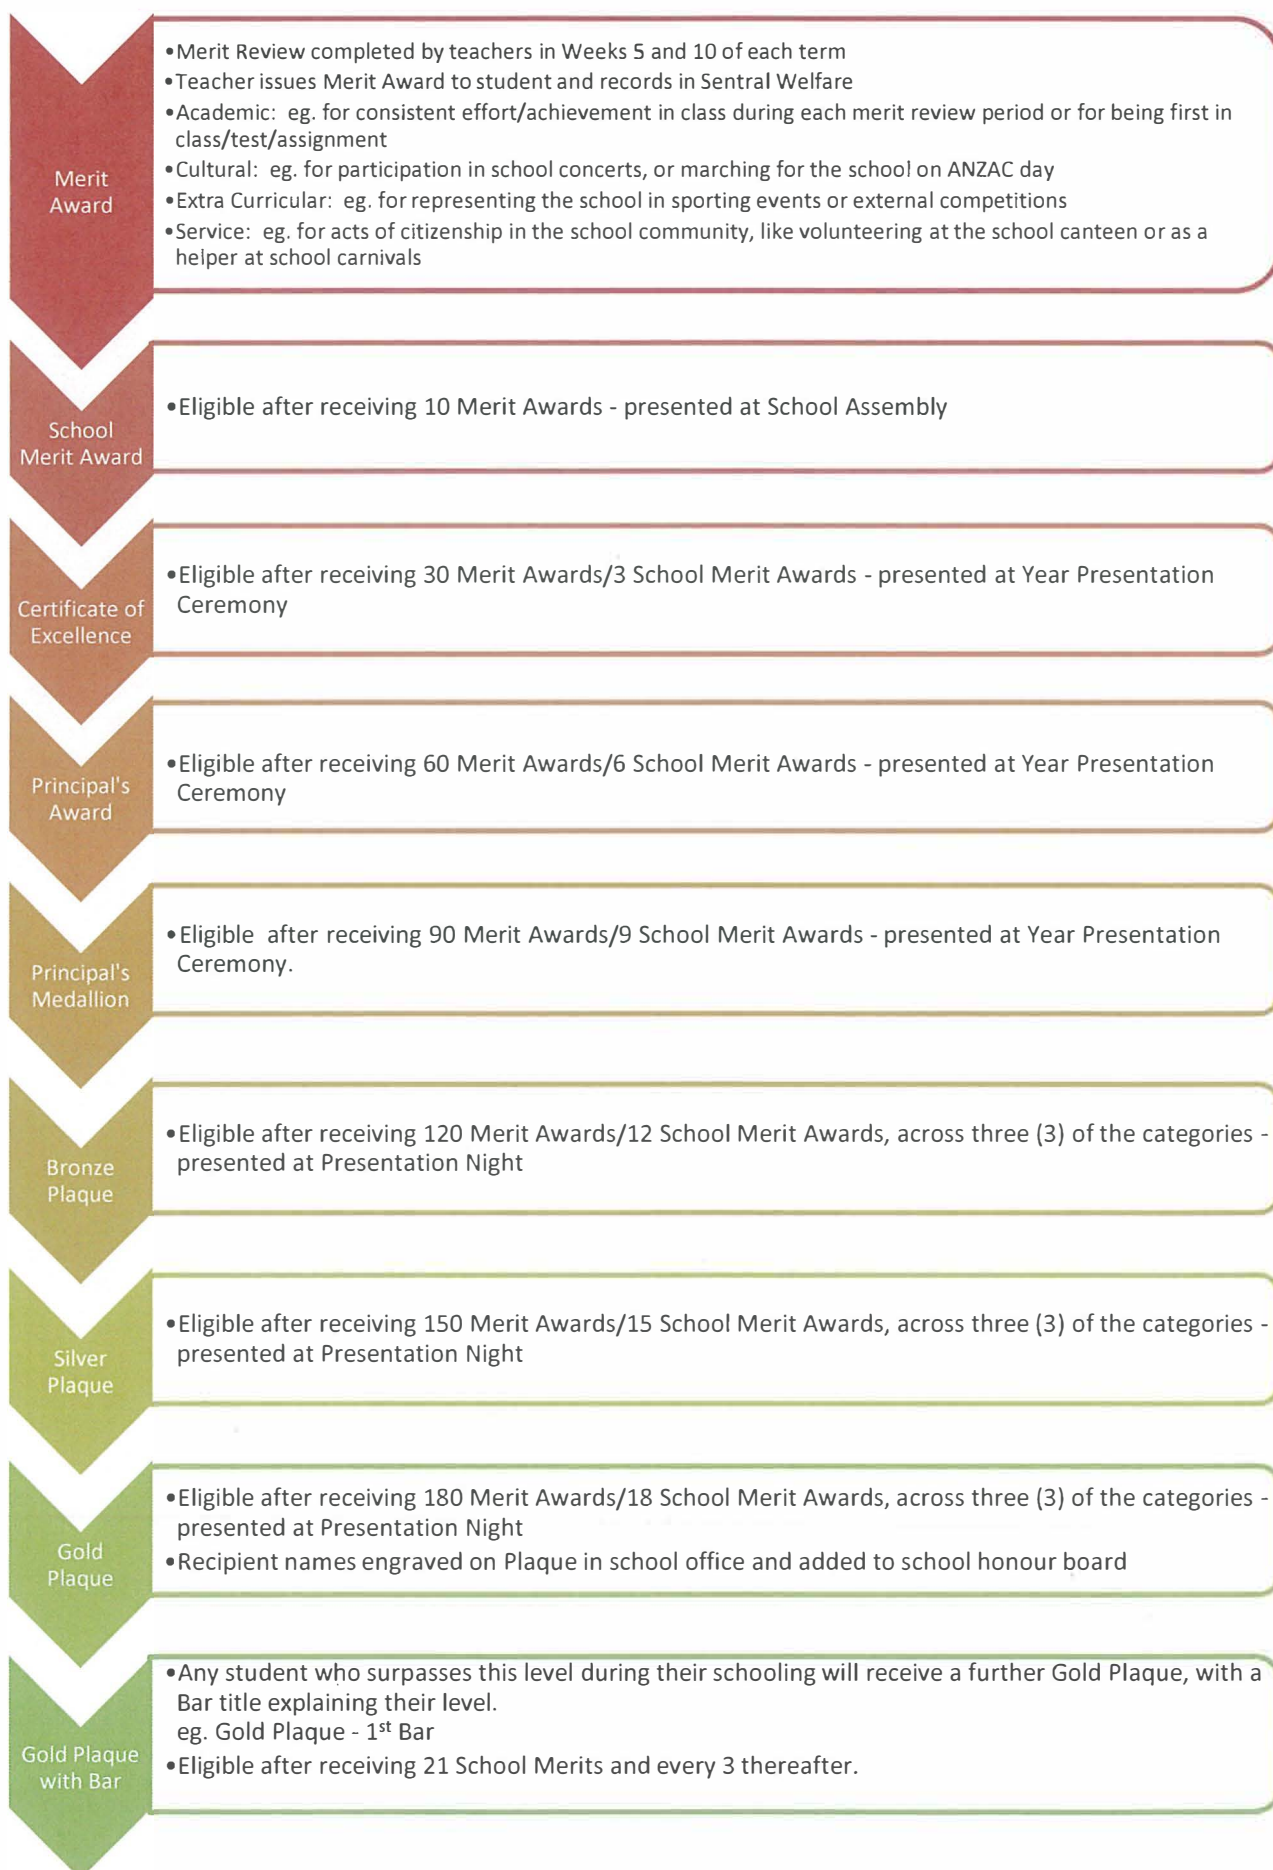 Merit
Award
•Merit Review completed by teachers in Weeks 5 and 10 of each term
•Teacher issues Merit Award to student and records in Sentral Welfare
•Academic:  eg. for consistent effort/achievement in class during each merit review period or for being first in
class/test/assignment
•Cultural:  eg. for participation in school concerts, or marching for the school on ANZAC day
•Extra Curricular:  eg. for representing the school in sporting events or external competitions
•Service:  eg. for acts of citizenship in the school community, like volunteering at the school canteen or as a
helper at school carnivals
School
Merit Award
•Eligible after receiving 10 Merit Awards - presented at School Assembly
Certificate of
Excellence
•Eligible after receiving 30 Merit Awards/3 School Merit Awards - presented at Year Presentation
Ceremony
Principal's
Award
•Eligible after receiving 60 Merit Awards/6 School Merit Awards - presented at Year Presentation
Ceremony
Principal's
Medallion
•Eligible  after receiving 90 Merit Awards/9 School Merit Awards - presented at Year Presentation
Ceremony.
Bronze
Plaque
•Eligible after receiving 120 Merit Awards/12 School Merit Awards, across three (3) of the categories -
presented at Presentation Night
Silver
Plaque
•Eligible after receiving 150 Merit Awards/15 School Merit Awards, across three (3) of the categories -
presented at Presentation Night
Gold
Plaque
•Eligible after receiving 180 Merit Awards/18 School Merit Awards, across three (3) of the categories -
presented at Presentation Night
•Recipient names engraved on Plaque in school office and added to school honour board
Gold Plaque
with Bar
•Any student who surpasses this level during their schooling will receive a further Gold Plaque, with a
Bar title explaining their level.
eg. Gold Plaque - 1st Bar
•Eligible after receiving 21 School Merits and every 3 thereafter.